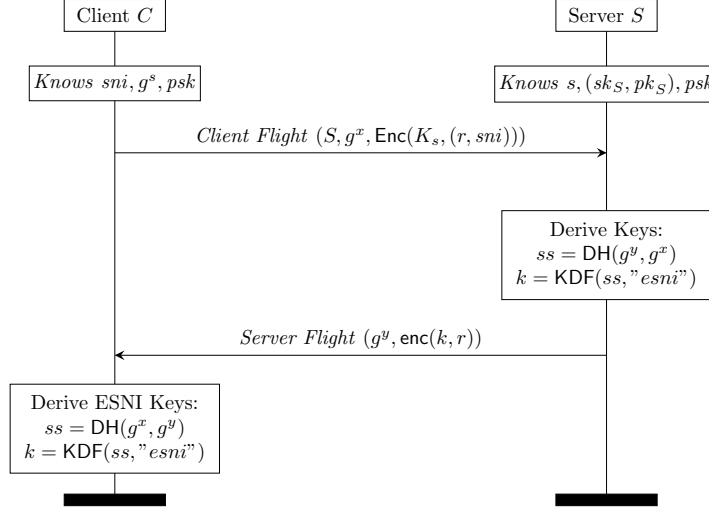 Client C
Server S
Knows sni, g^s, psk
Knows s, (sk_S, pk_S), psk
Client Flight (S, g^x, Enc(K_s, (r, sni)))
Derive Keys:
ss = DH(g^y, g^x)
k = KDF(ss, "esni")
Server Flight (g^y, enc(k, r))
Derive ESNI Keys:
ss = DH(g^x, g^y)
k = KDF(ss, "esni")